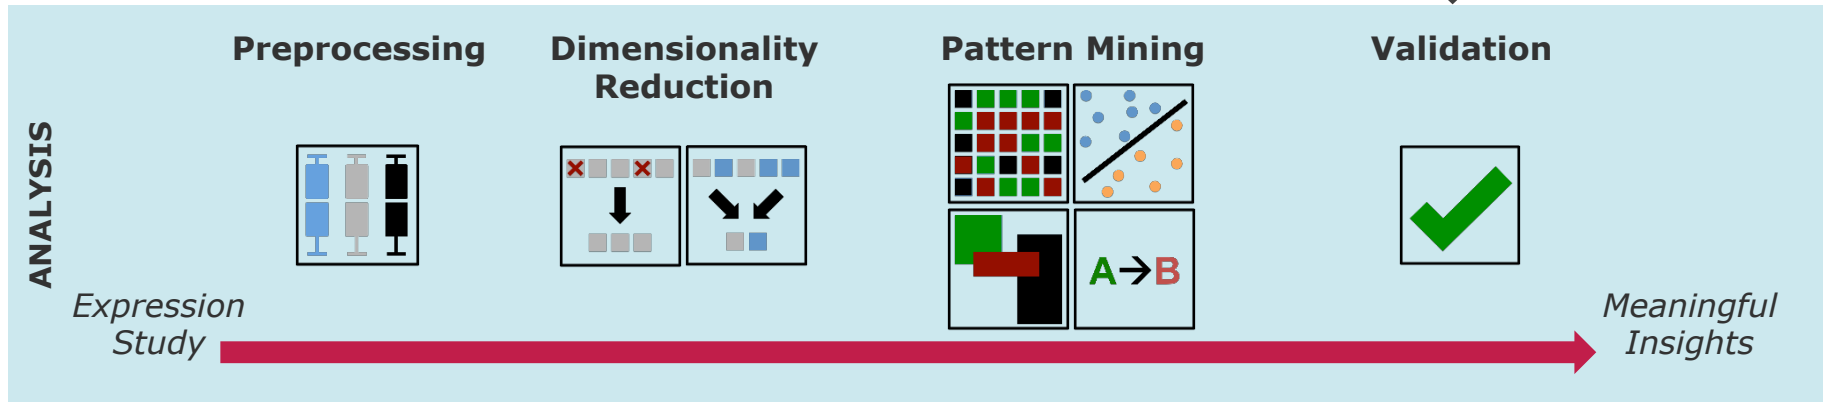 Preprocessing
Dimensionality
Reduction
Pattern Mining
Validation
ANALYSIS
A→B
Expression
Study
Meaningful
Insights